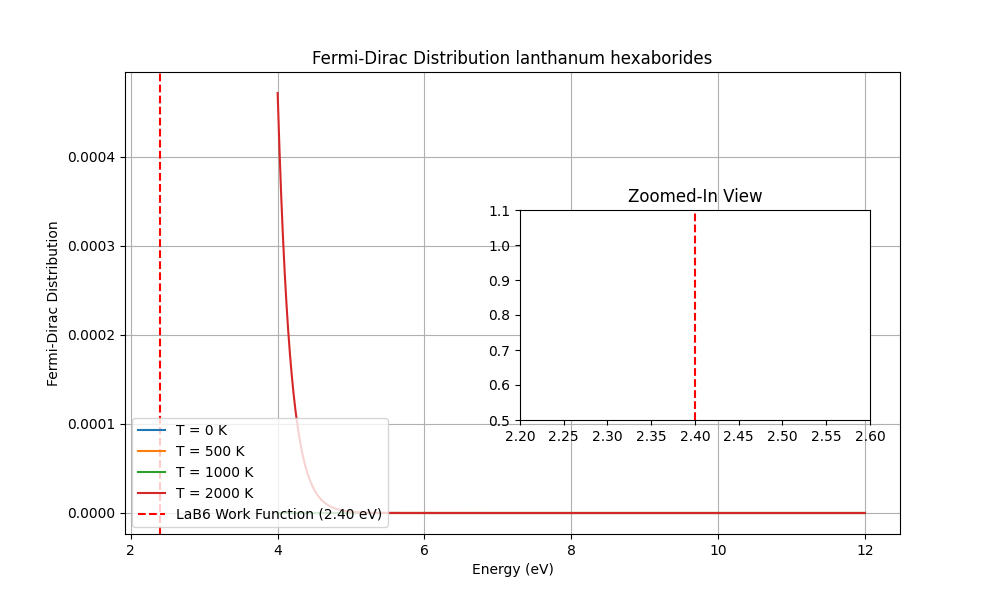 Fermi-Dirac Distribution lanthanum hexaborides
Fermi-Dirac Distribution
0.0004
0.0003
0.0002
0.0001
0.0000
Zoomed-In View
1.1
1.0
0.9
0.8
0.7
0.6
0.5
2.20 2.25 2.30 2.35 2.40 2.45 2.50 2.55 2.60
T = 0 K
T = 500 K
T = 1000 K
T = 2000 K
LaB6 Work Function (2.40 eV)
2 4 6 8 10 12
Energy (eV)